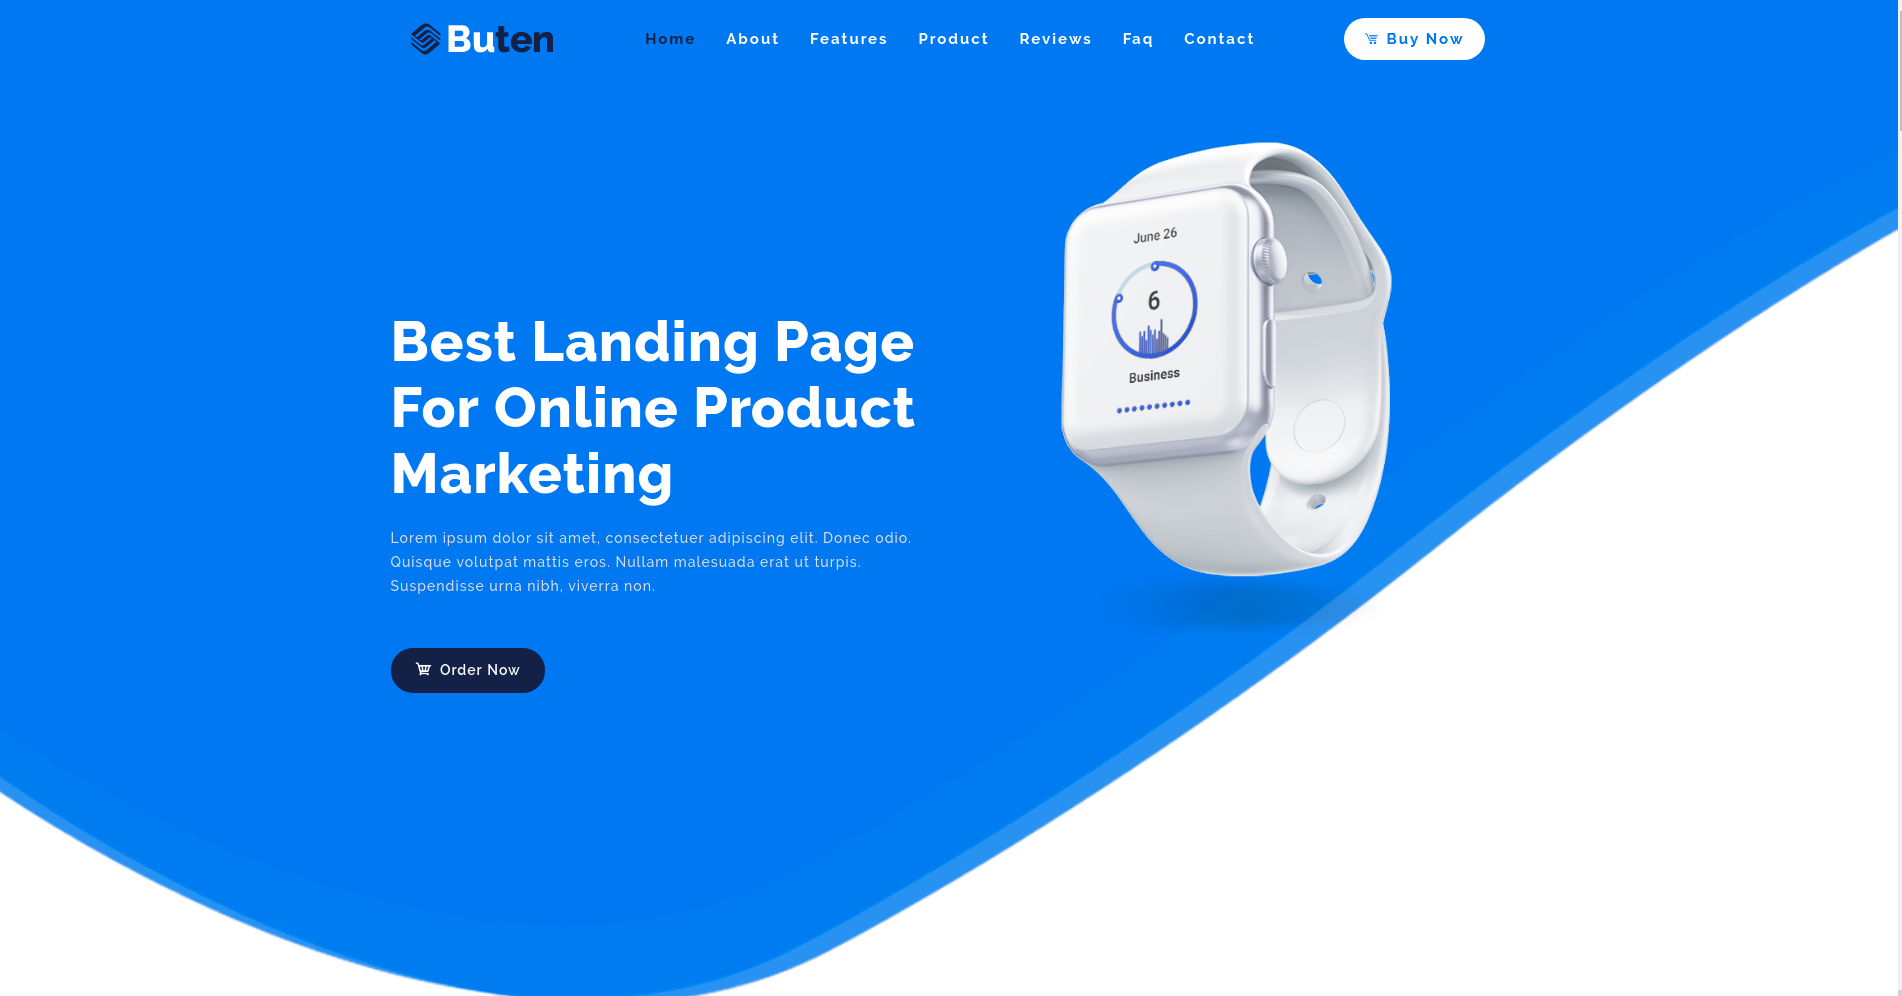 Buten
Home
About
Features
Product
Reviews
Faq
Contact
Buy Now
June 26
6
Business
Best Landing Page
For Online Product
Marketing
Lorem ipsum dolor sit amet, consectetuer adipiscing elit. Donec odio.
Quisque volutpat mattis eros. Nullam malesuada erat ut turpis.
Suspendisse urna nibh, viverra non.
Order Now